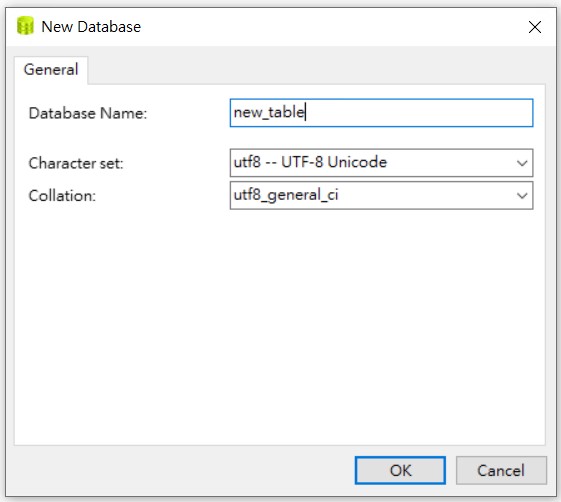 New Database
General
Database Name: new_table
Character set: utf8 -- UTF-8 Unicode
Collation: utf8_general_ci
OK Cancel